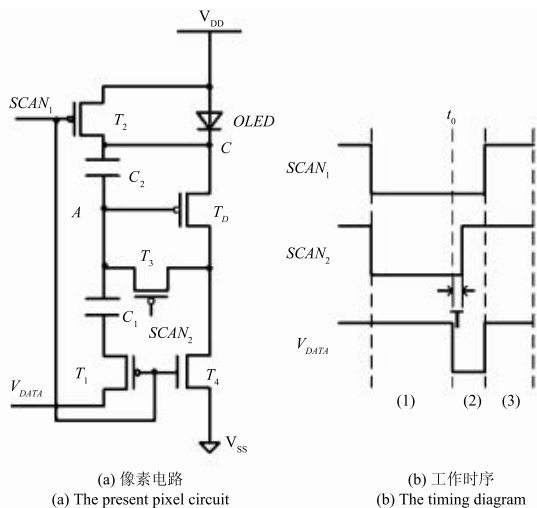 V_DD
SCAN_1
T_2
OLED
C
C_2
A
T_D
T_3
C_1
SCAN_2
T_1
T_4
V_DATA
V_SS
(a) 像素电路
(a) The present pixel circuit
t_0
SCAN_1
SCAN_2
T
V_DATA
(1) (2) (3)
(b) 工作时序
(b) The timing diagram